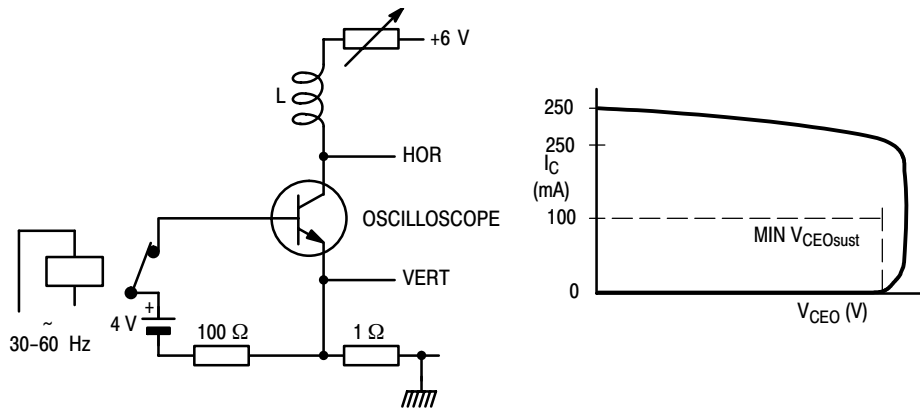 +6 V
L
HOR
OSCILLOSCOPE
VERT
+
4 V
100 Ω
1 Ω
~
30–60 Hz
250
250
I_C
(mA)
100
MIN V_CEOsust
0
V_CEO (V)